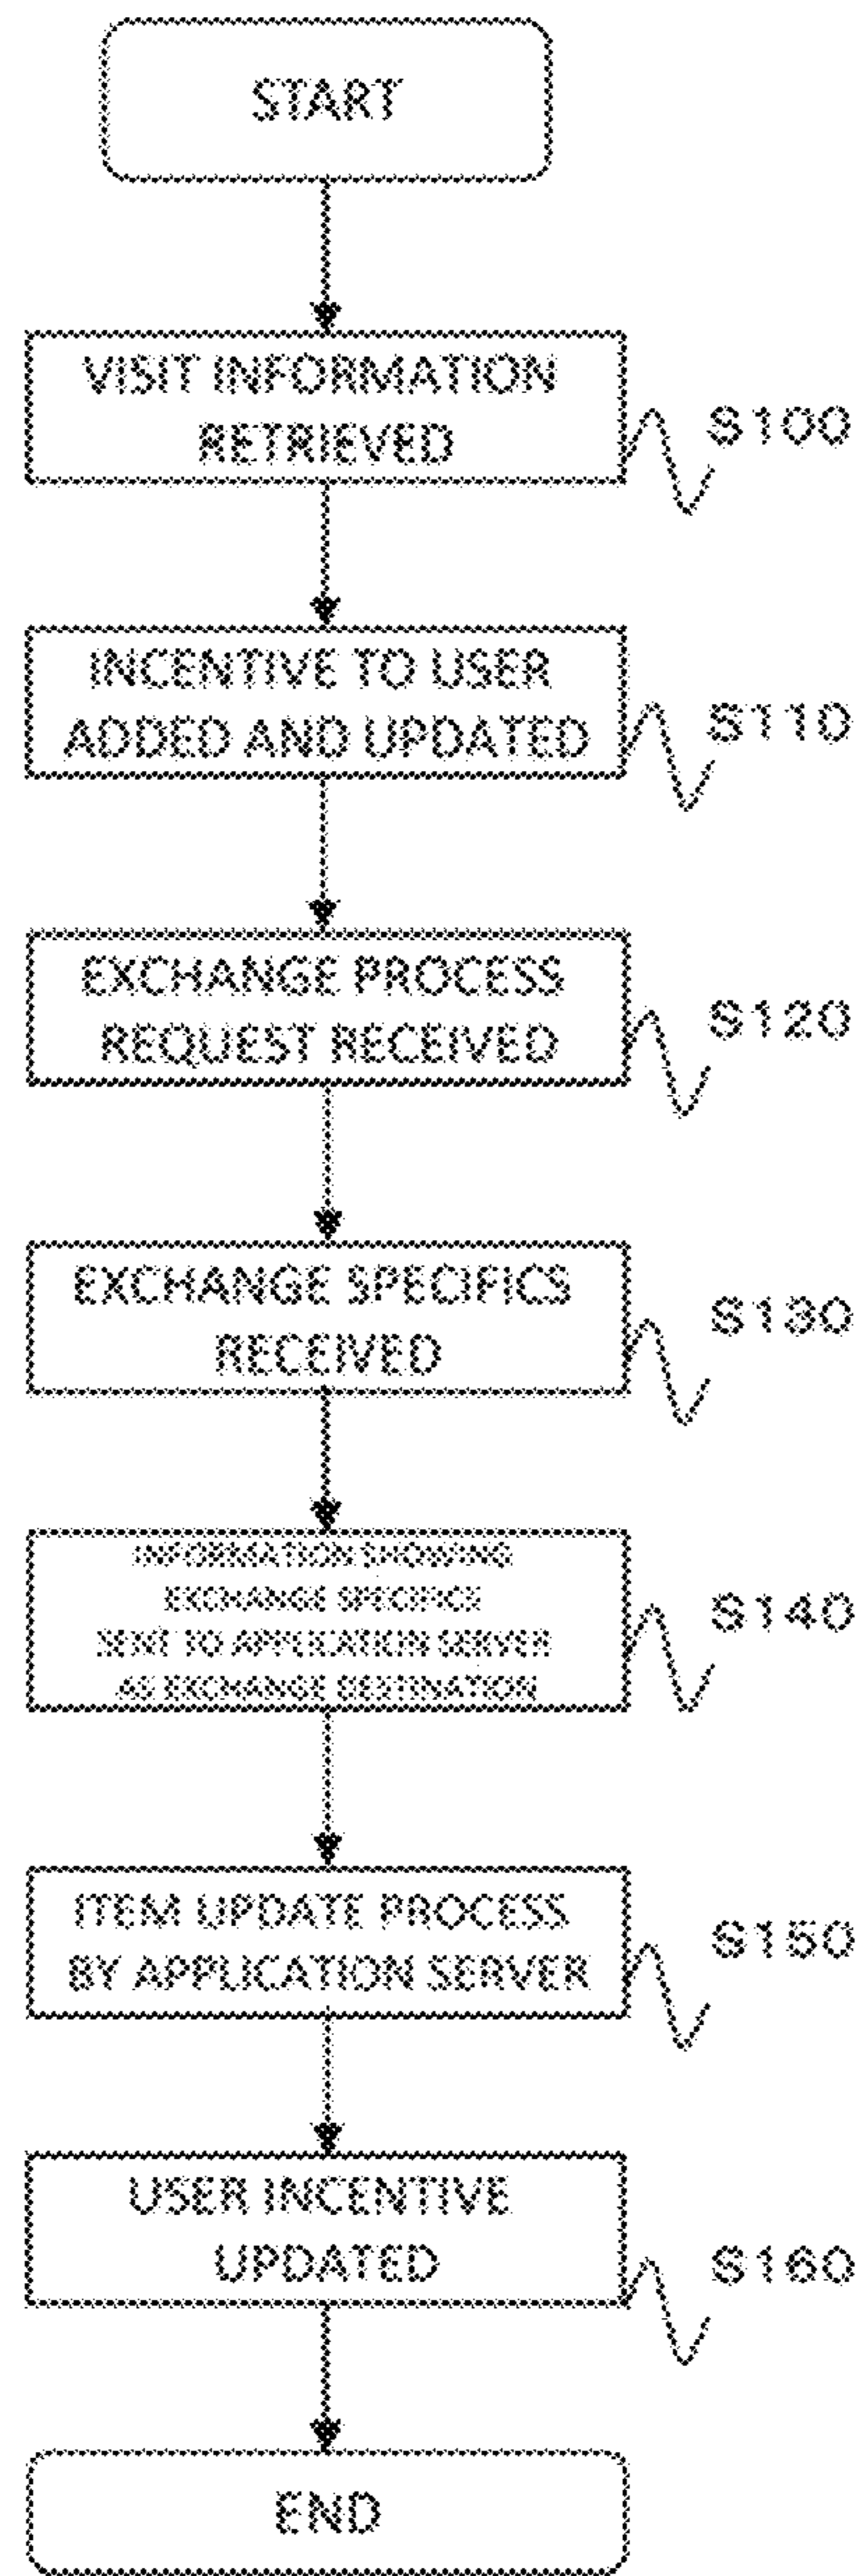 START
VISIT INFORMATION
RETRIEVED
S100
INCENTIVE TO USER
ADDED AND UPDATED
S110
EXCHANGE PROCESS
REQUEST RECEIVED
S120
EXCHANGE SPECIFICS
RECEIVED
S130
INFORMATION SHOWING
EXCHANGE SPECIFICS
SENT TO APPLICATION SERVER
AS EXCHANGE DESTINATION
S140
ITEM UPDATE PROCESS
BY APPLICATION SERVER
S150
USER INCENTIVE
UPDATED
S160
END